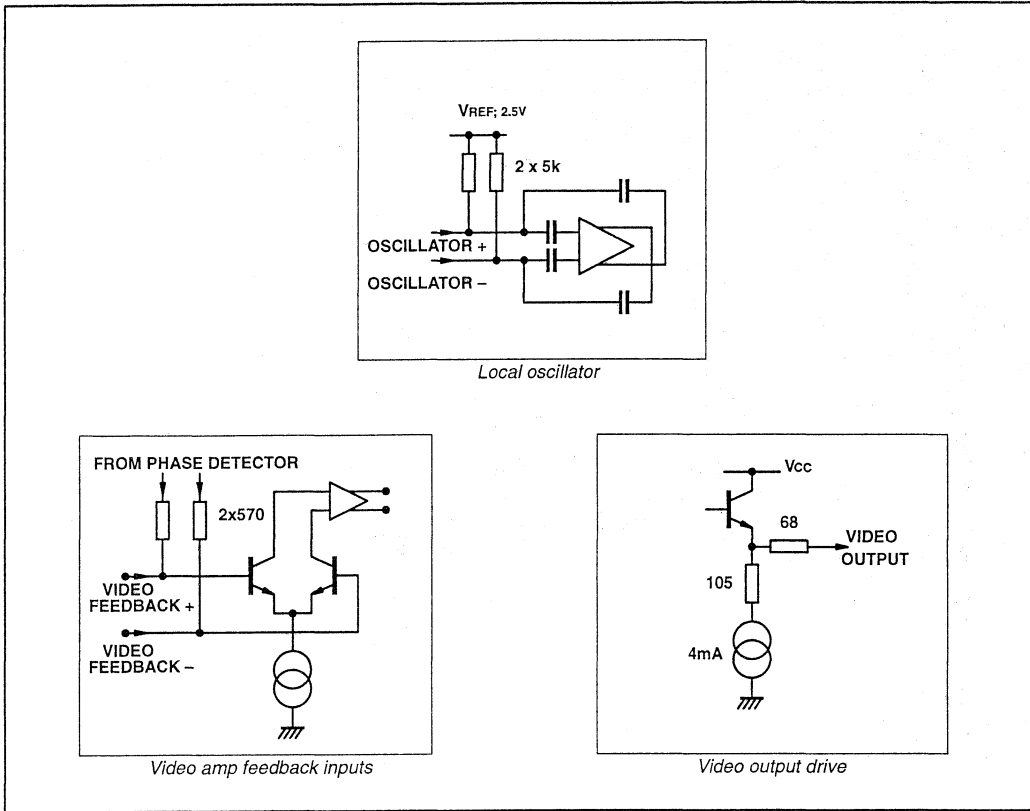 VREF; 2.5V
2 x 5k
OSCILLATOR +
OSCILLATOR –
Local oscillator
FROM PHASE DETECTOR
2x570
VIDEO
FEEDBACK +
VIDEO
FEEDBACK –
Video amp feedback inputs
Vcc
68
VIDEO
OUTPUT
105
4mA
Video output drive